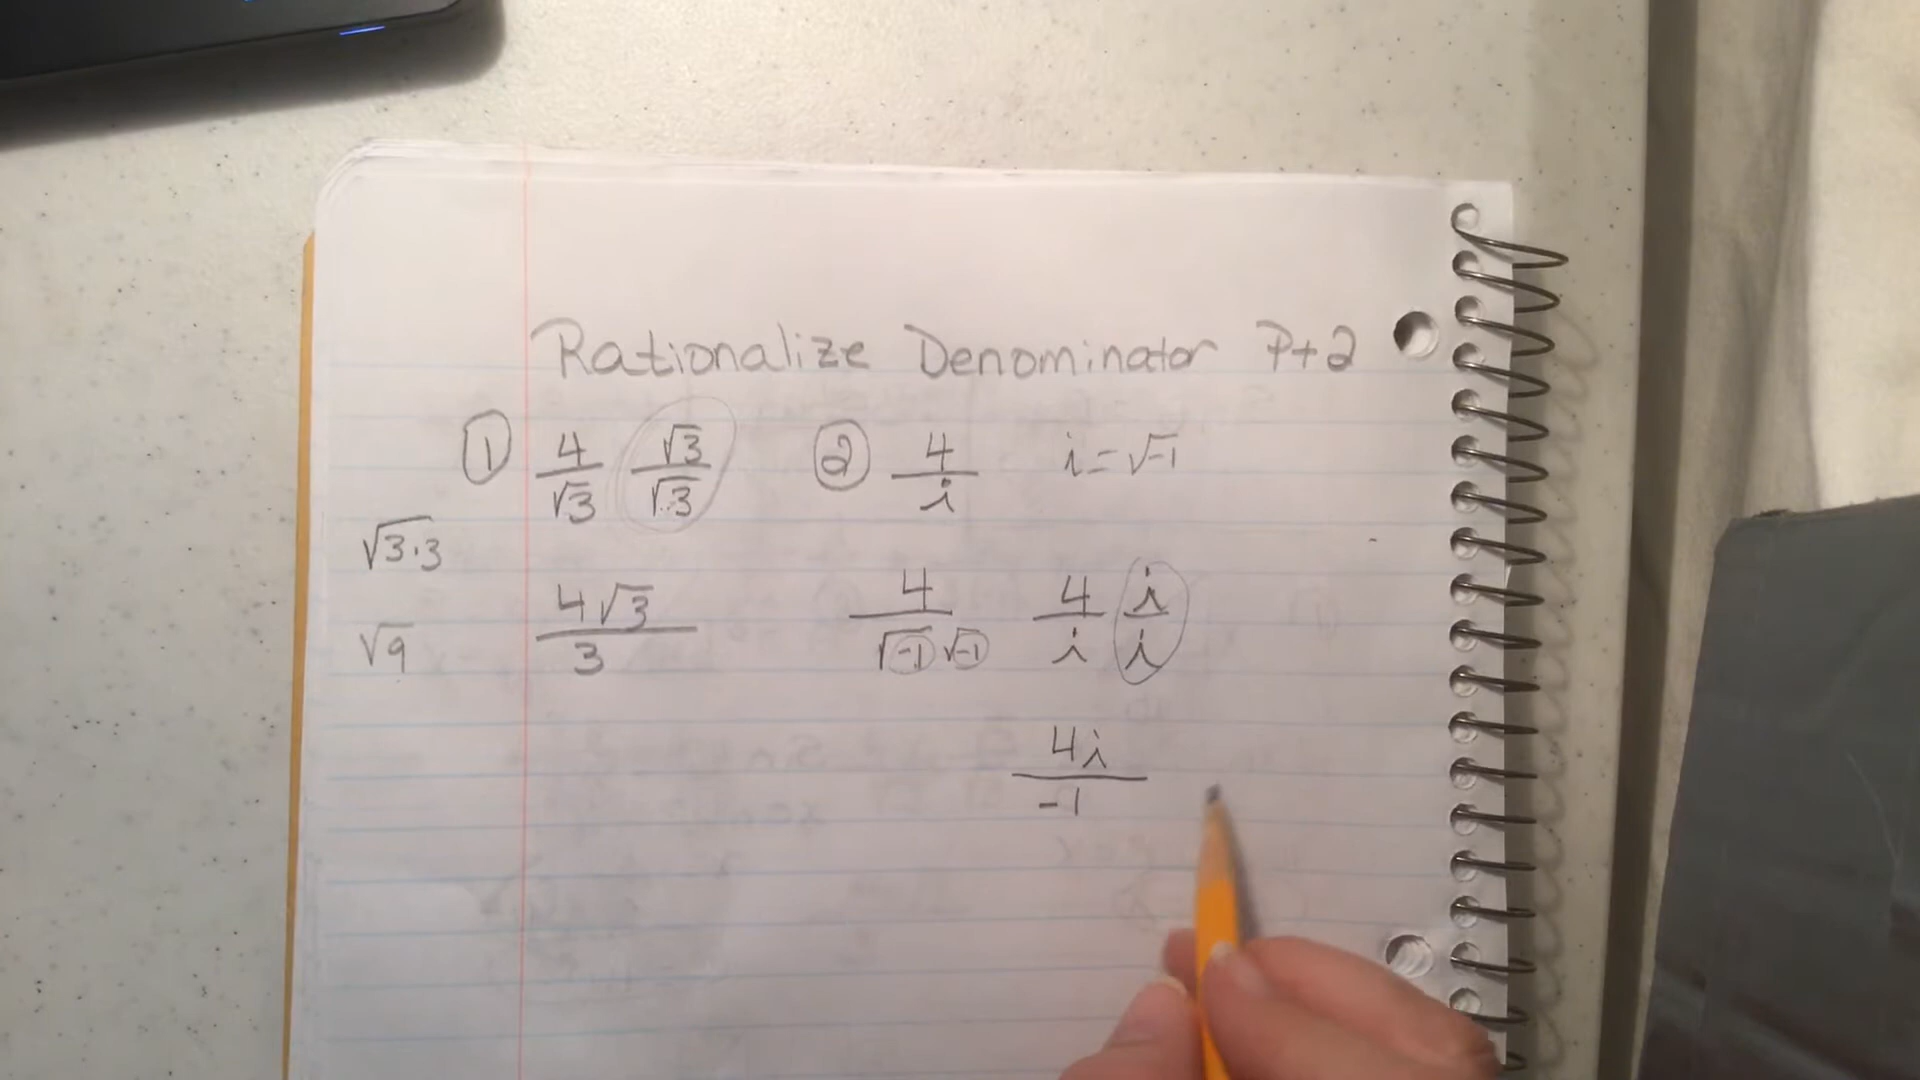 Rationalize Denominator Pt 2
① 4/√3 √3/√3
√3·3
√9
4√3/3
② 4/i i=√-1
4/√-1√-1 4/i i/i
4i/-1